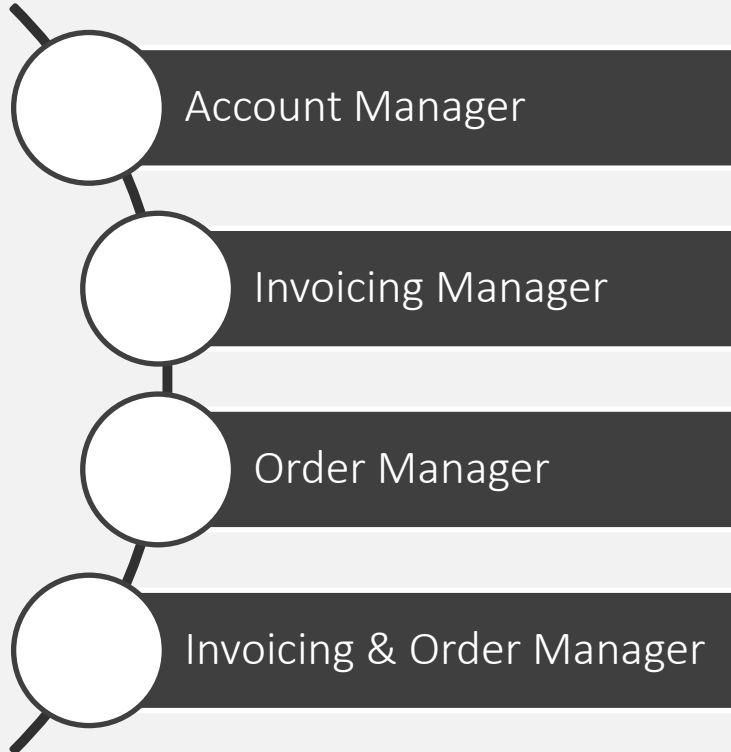 Account Manager
Invoicing Manager
Order Manager
Invoicing & Order Manager